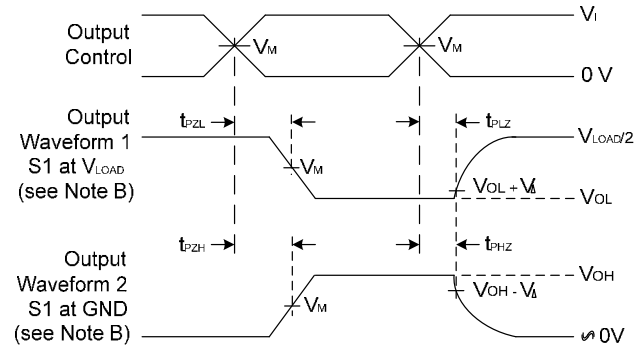 Output
Control
VM
VM
VI
0 V
Output
Waveform 1
S1 at VLOAD
(see Note B)
tPZL
tPLZ
VLOAD/2
VM
VOL + VΔ
VOL
Output
Waveform 2
S1 at GND
(see Note B)
tPZH
tPHZ
VOH
VOH - VΔ
VM
∽0V